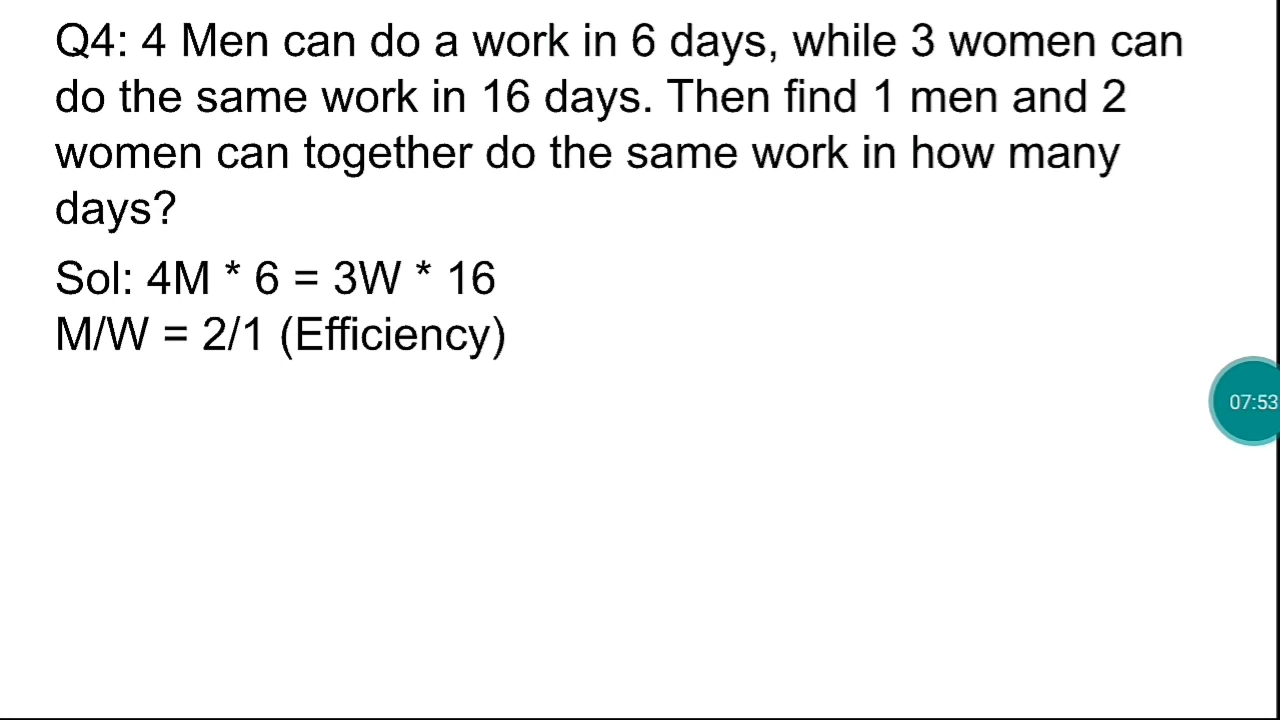 Q4: 4 Men can do a work in 6 days, while 3 women can
do the same work in 16 days. Then find 1 men and 2
women can together do the same work in how many
days?
Sol: 4M * 6 = 3W * 16
M/W = 2/1 (Efficiency)
07:53